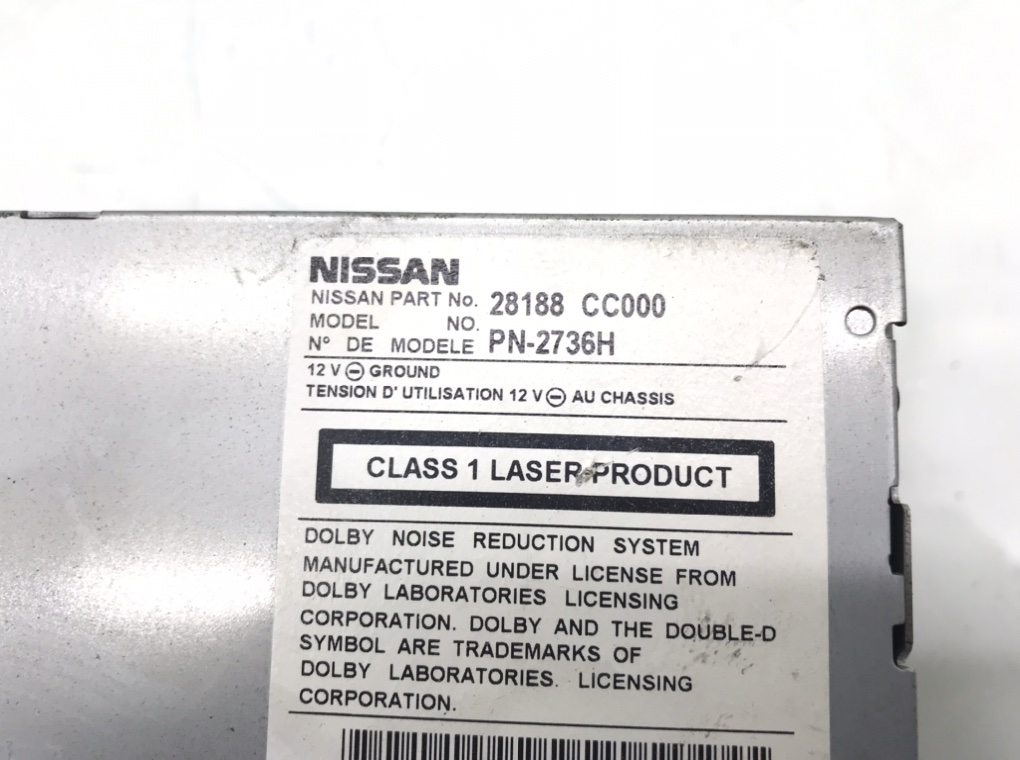 NISSAN
NISSAN PART No. 28188 CC000
MODEL NO.
N° DE MODELE PN-2736H
12 V ⊖ GROUND
TENSION D' UTILISATION 12 V ⊖ AU CHASSIS
CLASS 1 LASER PRODUCT
DOLBY NOISE REDUCTION SYSTEM
MANUFACTURED UNDER LICENSE FROM
DOLBY LABORATORIES LICENSING
CORPORATION. DOLBY AND THE DOUBLE-D
SYMBOL ARE TRADEMARKS OF
DOLBY LABORATORIES. LICENSING
CORPORATION.